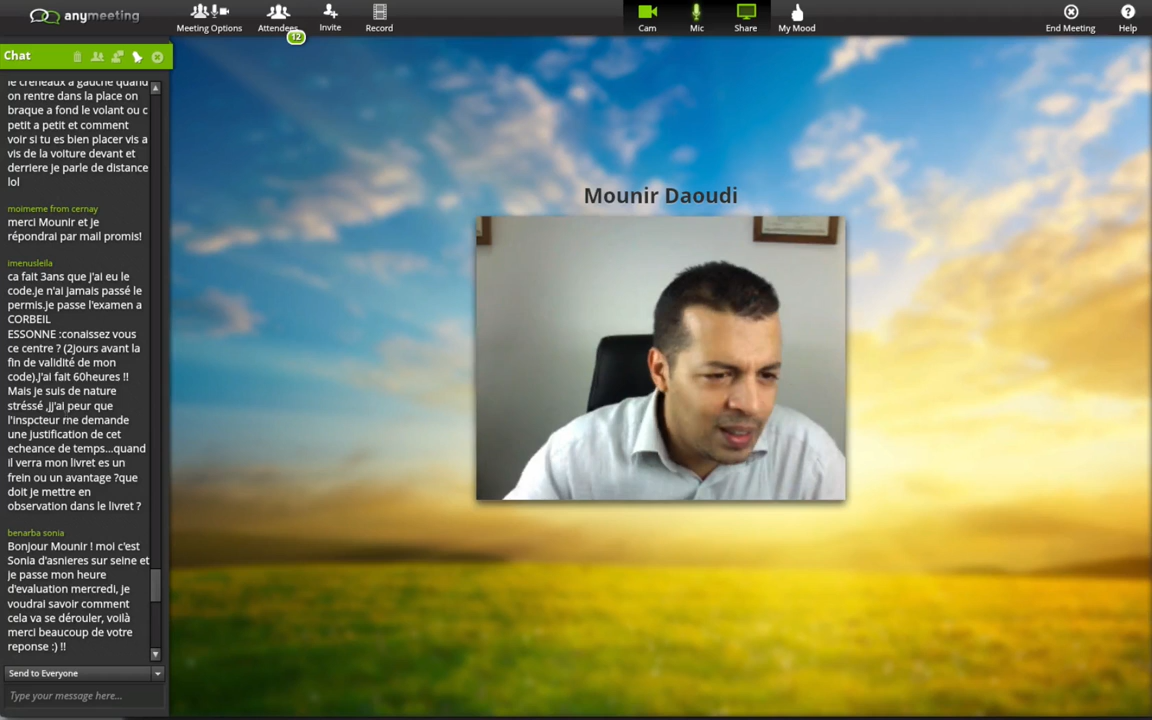 anymeeting
Meeting Options
Attendees
12
Invite
Record
Cam
Mic
Share
My Mood
End Meeting
Help
Chat
le creneaux a gauche quand
on rentre dans la place on
braque a fond le volant ou c
petit a petit et comment
voir si tu es bien placer vis a
vis de la voiture devant et
derriere je parle de distance
lol
moimeme from cernay
merci Mounir et je
répondrai par mail promis!
imenusleila
ca fait 3ans que j'ai eu le
code.je n'ai jamais passé le
permis.je passe l'examen a
CORBEIL
ESSONNE :conaissez vous
ce centre ? (2jours avant la
fin de validité de mon
code).J'ai fait 60heures !!
Mais je suis de nature
stréssé ,Jj'ai peur que
l'inspcteur me demande
une justification de cet
echeance de temps...quand
il verra mon livret es un
frein ou un avantage ?que
doit je mettre en
observation dans le livret ?
benarba sonia
Bonjour Mounir ! moi c'est
Sonia d'asnieres sur seine et
je passe mon heure
d'evaluation mercredi, je
voudrai savoir comment
cela va se dérouler, voilà
merci beaucoup de votre
reponse :) !!
Send to Everyone
Type your message here...
Mounir Daoudi